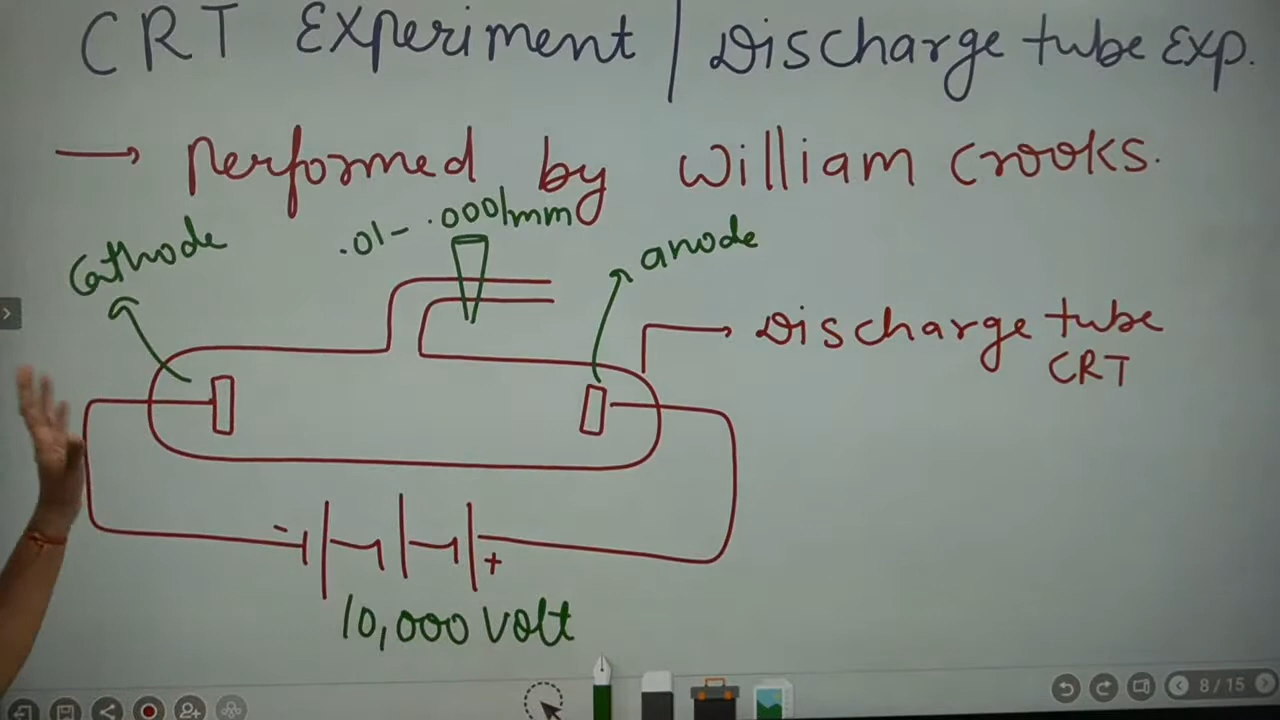 CRT Experiment | Discharge tube Exp.
→ Performed by William Crooks.
.01- .0001mm
Cathode
anode
Discharge tube
CRT
- +
10,000 volt
8/15